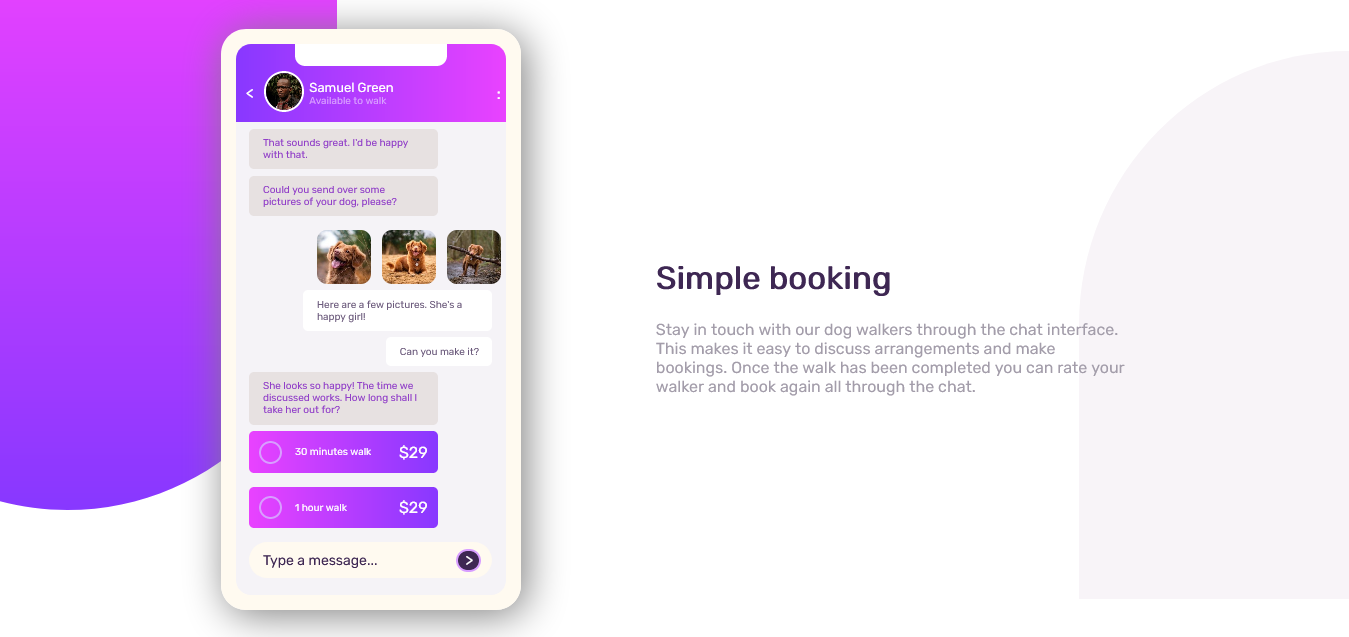 <
Samuel Green
Available to walk
:
That sounds great. I'd be happy
with that.
Could you send over some
pictures of your dog, please?
Here are a few pictures. She's a
happy girl!
Can you make it?
She looks so happy! The time we
discussed works. How long shall I
take her out for?
30 minutes walk $29
1 hour walk $29
Type a message...
>
Simple booking
Stay in touch with our dog walkers through the chat interface.
This makes it easy to discuss arrangements and make
bookings. Once the walk has been completed you can rate your
walker and book again all through the chat.